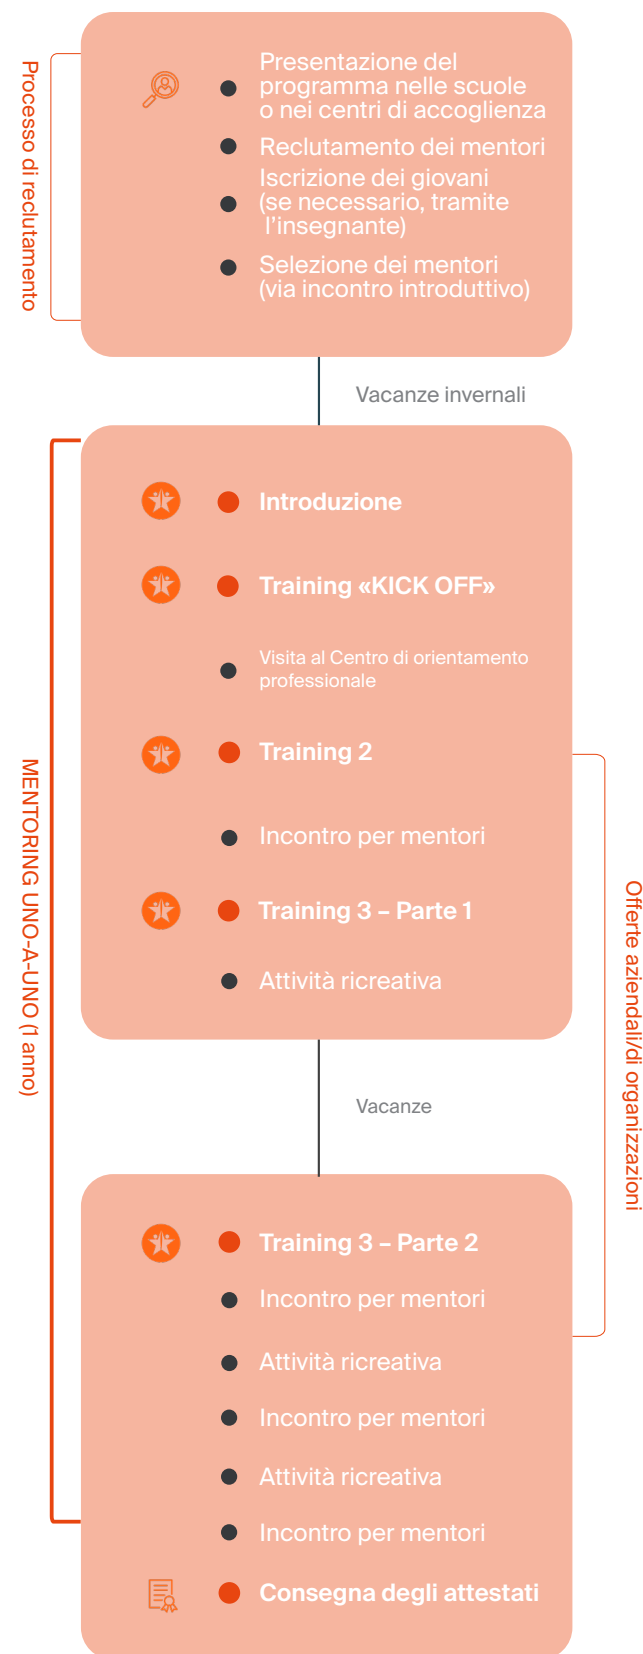 Processo di reclutamento
Presentazione del
programma nelle scuole
o nei centri di accoglienza
Reclutamento dei mentori
Iscrizione dei giovani
(se necessario, tramite
l’insegnante)
Selezione dei mentori
(via incontro introduttivo)
Vacanze invernali
MENTORING UNO-A-UNO (1 anno)
Introduzione
Training «KICK OFF»
Visita al Centro di orientamento
professionale
Training 2
Incontro per mentori
Training 3 – Parte 1
Attività ricreativa
Offerte aziendali/di organizzazioni
Vacanze
Training 3 – Parte 2
Incontro per mentori
Attività ricreativa
Incontro per mentori
Attività ricreativa
Incontro per mentori
Consegna degli attestati